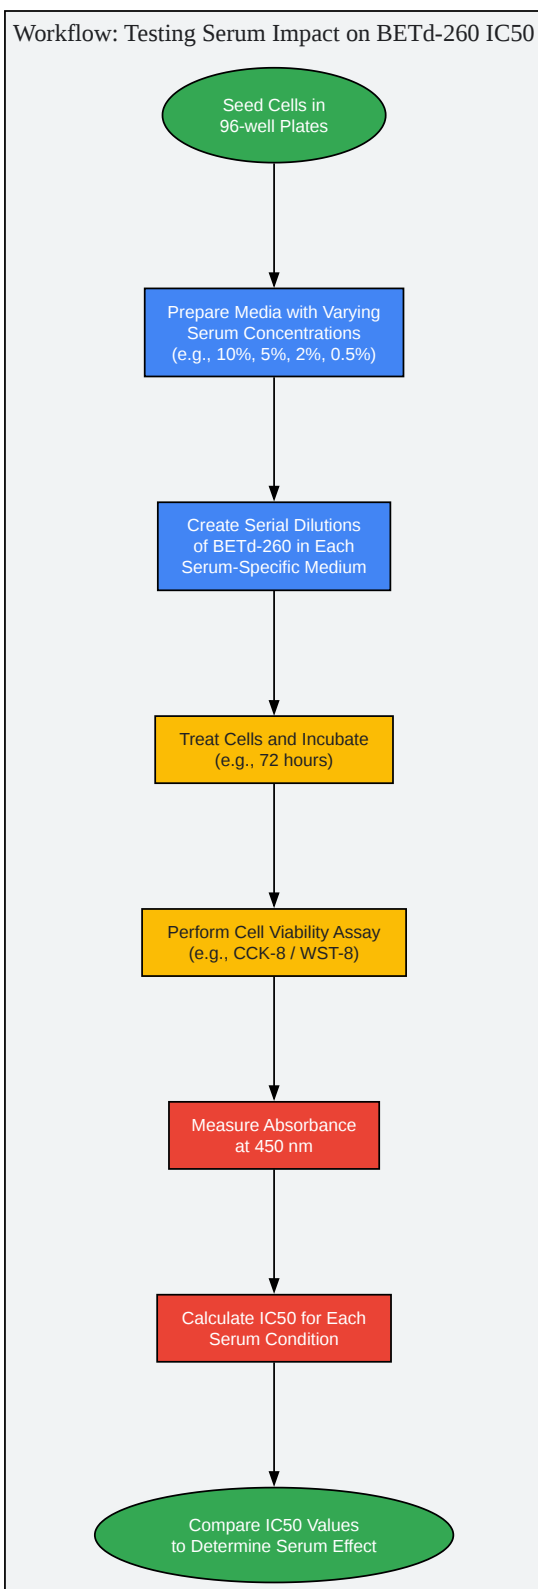 Workflow: Testing Serum Impact on BETd-260 IC50
Seed Cells in
96-well Plates
Prepare Media with Varying
Serum Concentrations
(e.g., 10%, 5%, 2%, 0.5%)
Create Serial Dilutions
of BETd-260 in Each
Serum-Specific Medium
Treat Cells and Incubate
(e.g., 72 hours)
Perform Cell Viability Assay
(e.g., CCK-8 / WST-8)
Measure Absorbance
at 450 nm
Calculate IC50 for Each
Serum Condition
Compare IC50 Values
to Determine Serum Effect